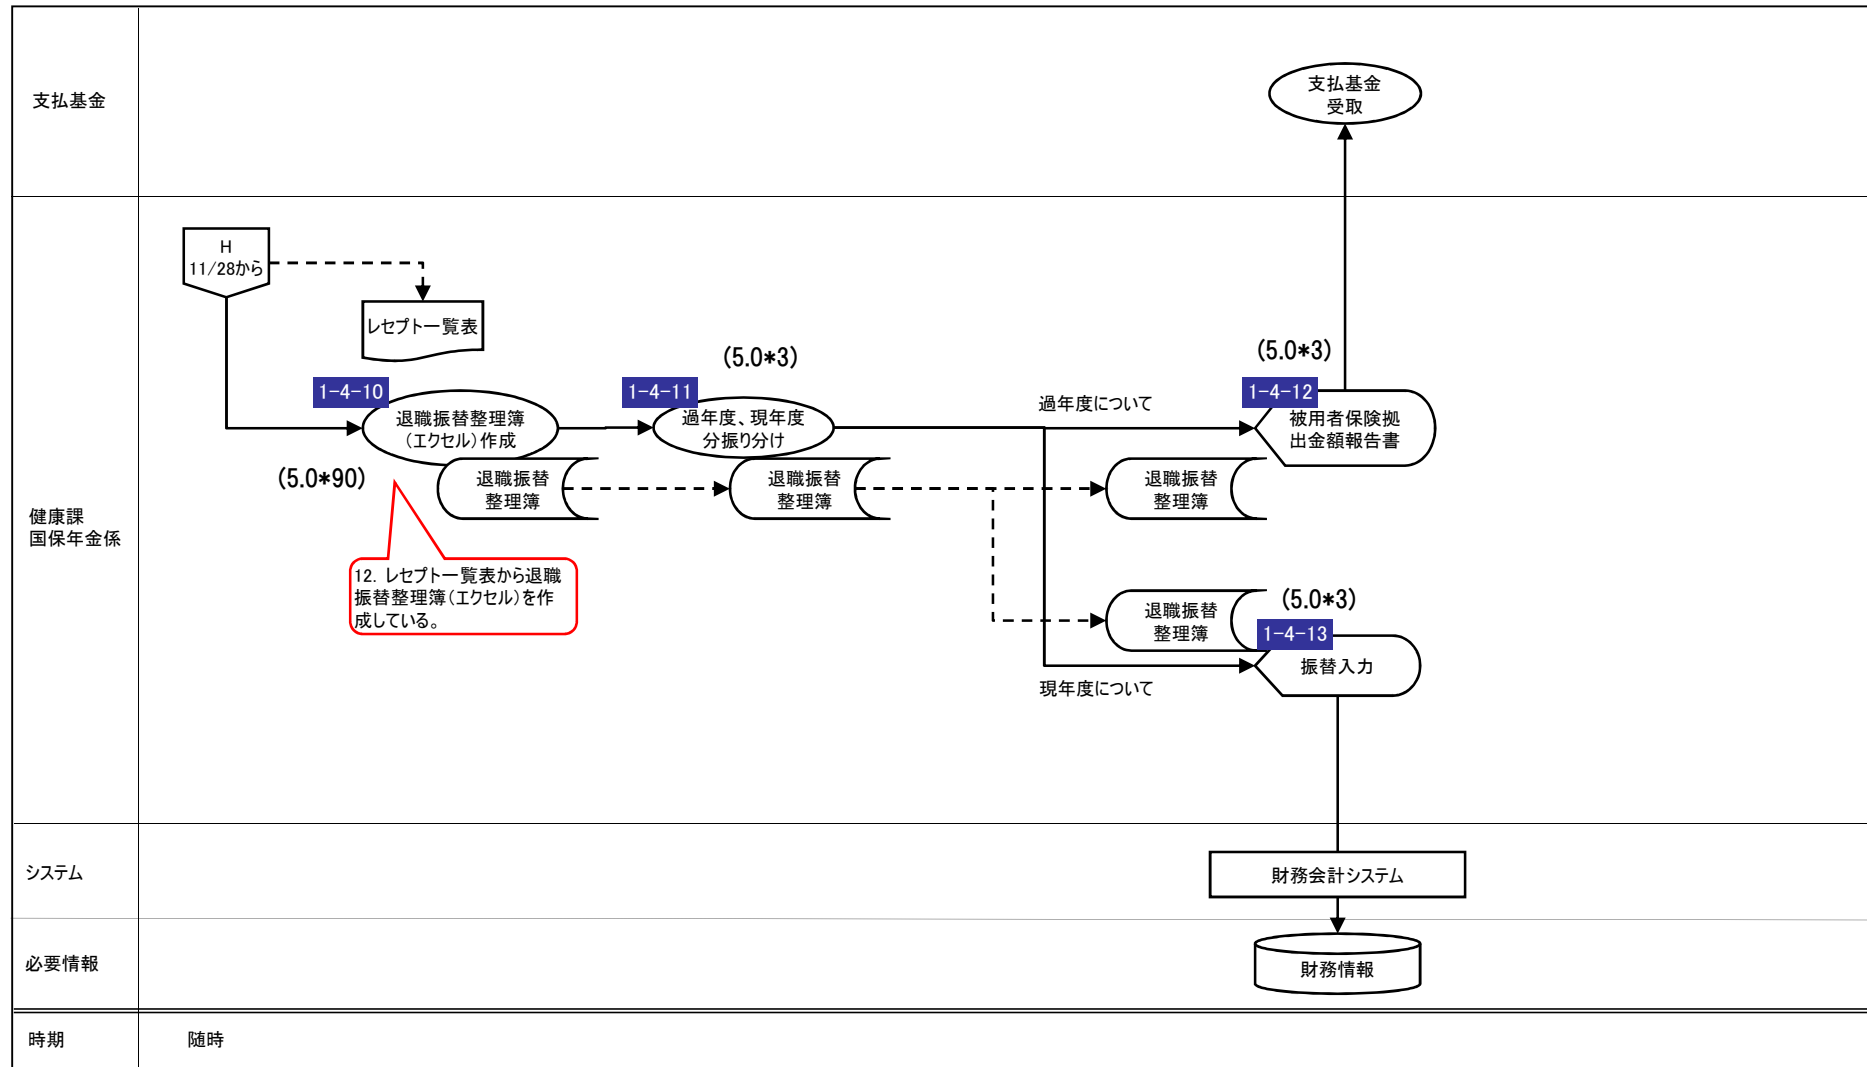 支払基金
支払基金
受取
H
11/28から
レセプト一覧表
(5.0*3)
(5.0*3)
1-4-10
1-4-11
1-4-12
過年度について
退職振替整理簿
（エクセル）作成
過年度、現年度
分振り分け
被用者保険拠
出金額報告書
(5.0*90)
退職振替
整理簿
退職振替
整理簿
退職振替
整理簿
健康課
国保年金係
12．レセプト一覧表から退職
振替整理簿（エクセル）を作
成している。
退職振替
整理簿
(5.0*3)
1-4-13
振替入力
現年度について
システム
財務会計システム
必要情報
財務情報
時期
随時